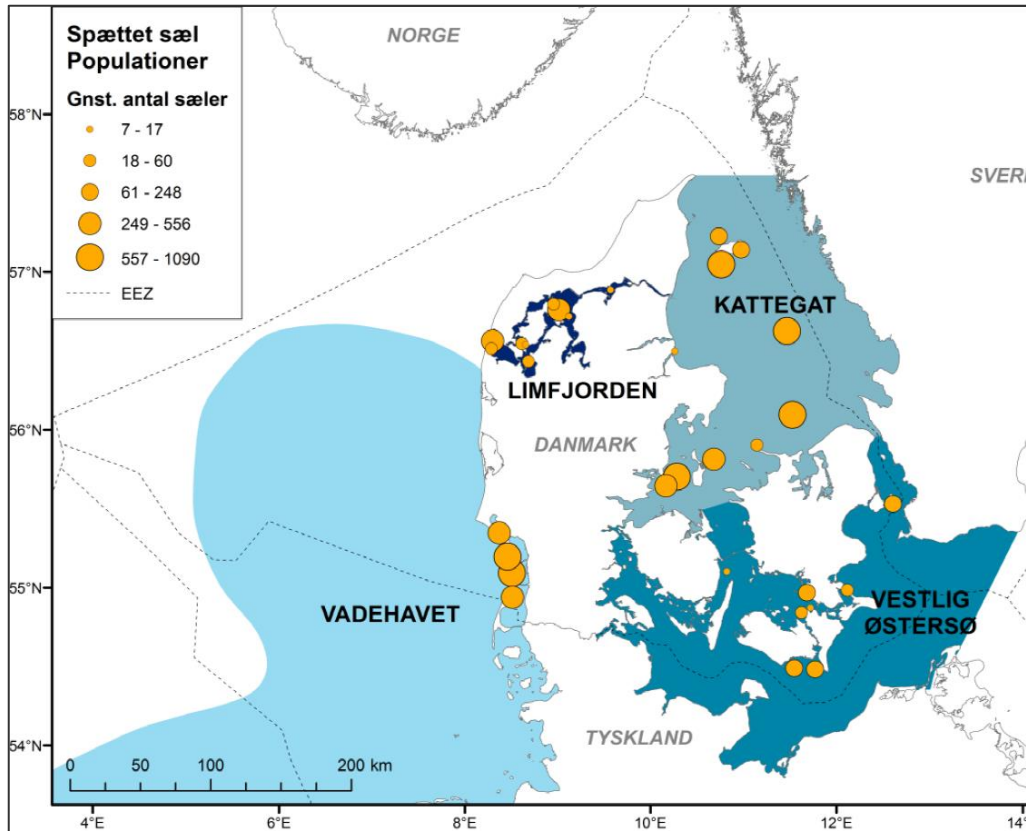 Spættet sæl
Populationer
Gnst. antal sæler
7 - 17
18 - 60
61 - 248
249 - 556
557 - 1090
EEZ
NORGE
SVERI
KATTEGAT
LIMFJORDEN
DANMARK
VADEHAVET
VESTLIG
ØSTERSØ
TYSKLAND
58°N
57°N
56°N
55°N
54°N
0 50 100 200 km
4°E 6°E 8°E 10°E 12°E 14°